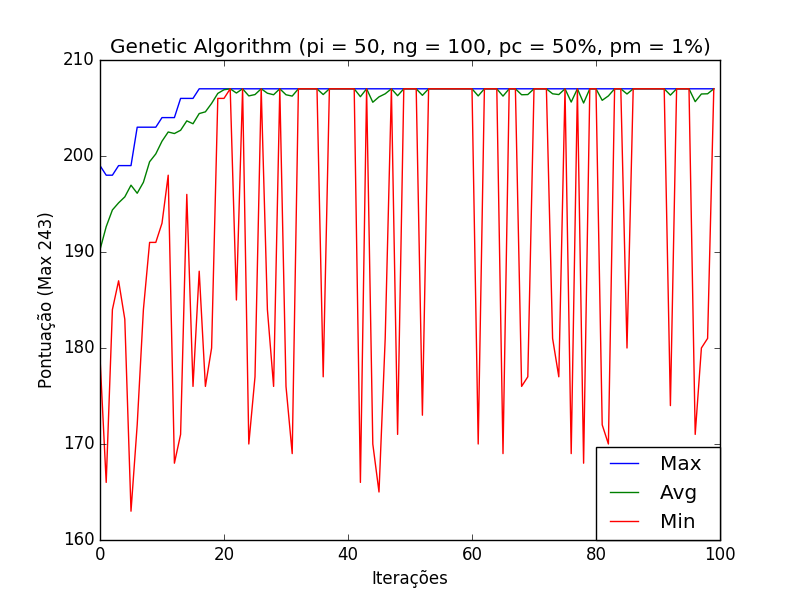 Genetic Algorithm (pi = 50, ng = 100, pc = 50%, pm = 1%)
210
200
190
180
170
160
Pontuação (Max 243)
0
20
40
60
80
100
Iterações
Max
Avg
Min